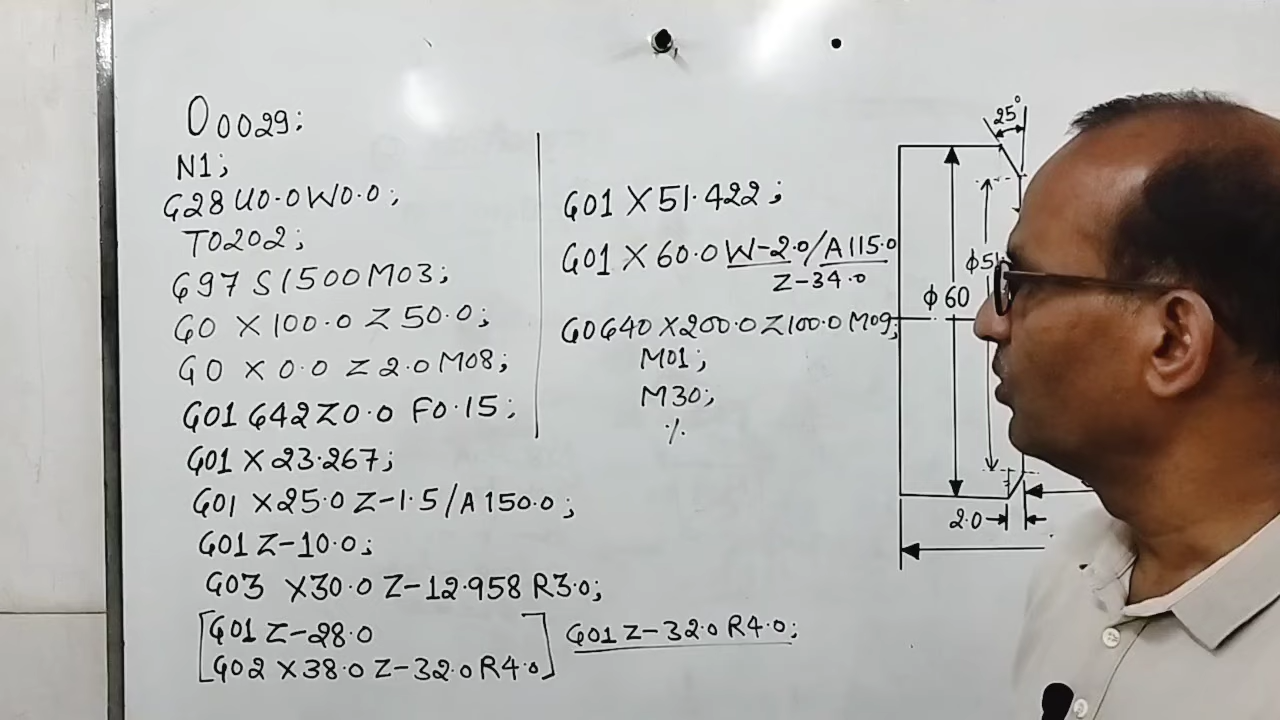 O0029;
N1;
G28 U0.0 W0.0;
T0202;
G97 S1500 M03;
G0 X100.0 Z50.0;
G0 X0.0 Z2.0 M08;
G01 G42 Z0.0 F0.15;
G01 X23.267;
G01 X25.0 Z-1.5/A150.0;
G01 Z-10.0;
G03 X30.0 Z-12.958 R3.0;
G01 Z-28.0
G02 X38.0 Z-32.0 R4.0
G01 Z-32.0 R4.0;
G01 X51.422;
G01 X60.0 W-2.0/A115.0
Z-34.0
G0 G40 X200.0 Z100.0 M09;
M01;
M30;
%
25°
ϕ51
ϕ60
2.0